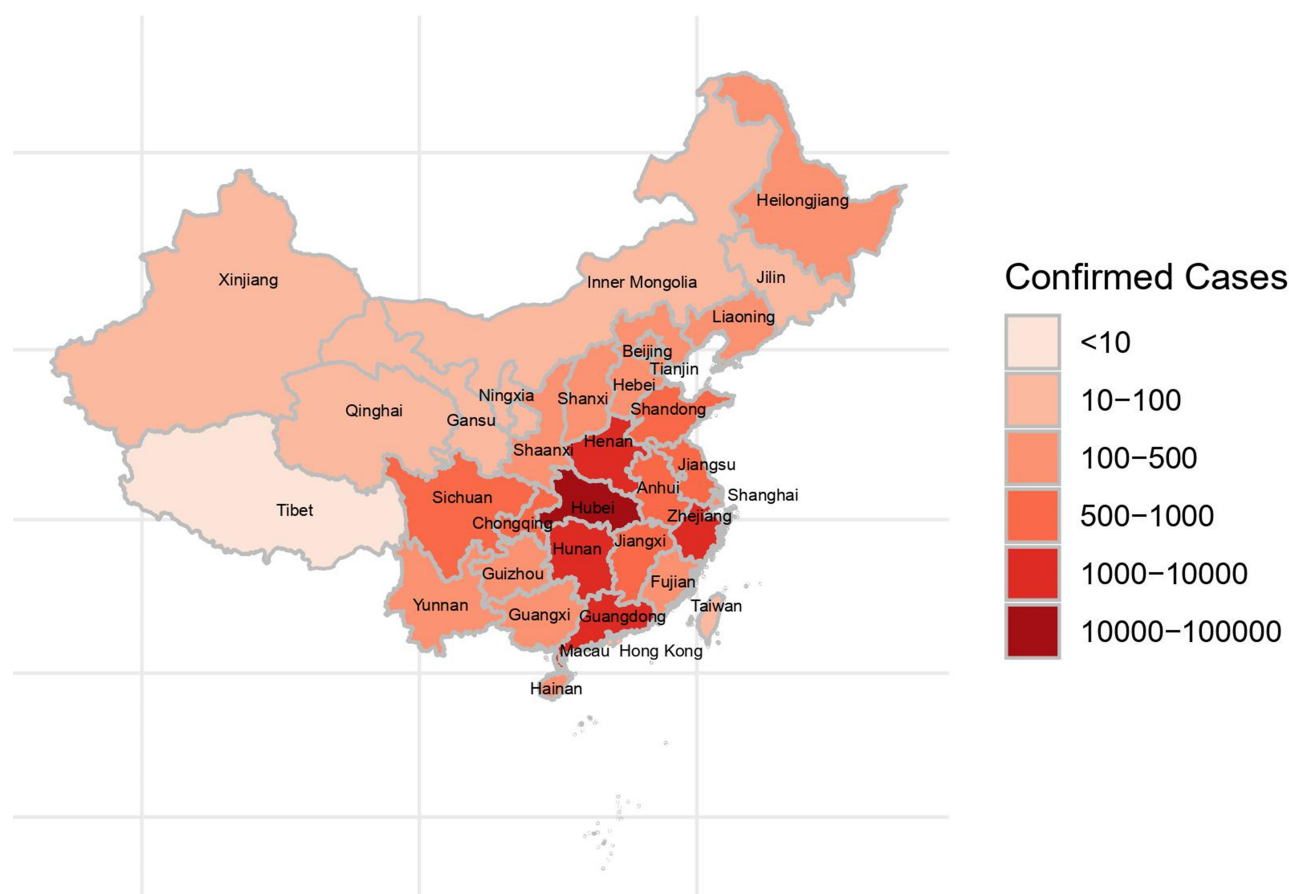 Heilongjiang
Xinjiang
Inner Mongolia
Jilin
Liaoning
Beijing
Tianjin
Hebei
Ningxia
Shanxi
Qinghai
Gansu
Shandong
Henan
Shaanxi
Jiangsu
Anhui
Shanghai
Sichuan
Tibet
Hubei
Zhejiang
Chongqing
Jiangxi
Hunan
Guizhou
Fujian
Yunnan
Taiwan
Guangxi
Guangdong
Macau
Hong Kong
Hainan
Confirmed Cases
<10
10−100
100−500
500−1000
1000−10000
10000−100000